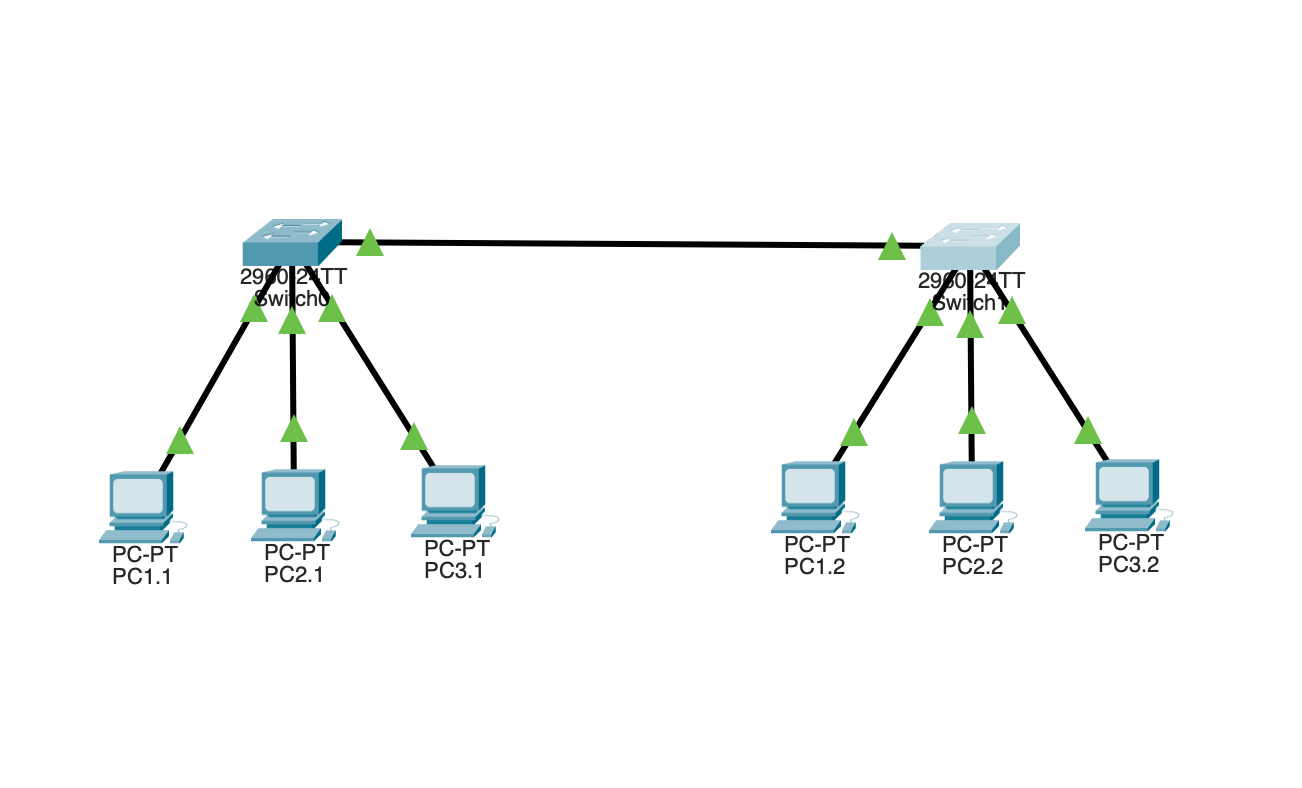 2960-24TT
Switch0
2960-24TT
Switch1
PC-PT
PC1.1
PC-PT
PC2.1
PC-PT
PC3.1
PC-PT
PC1.2
PC-PT
PC2.2
PC-PT
PC3.2